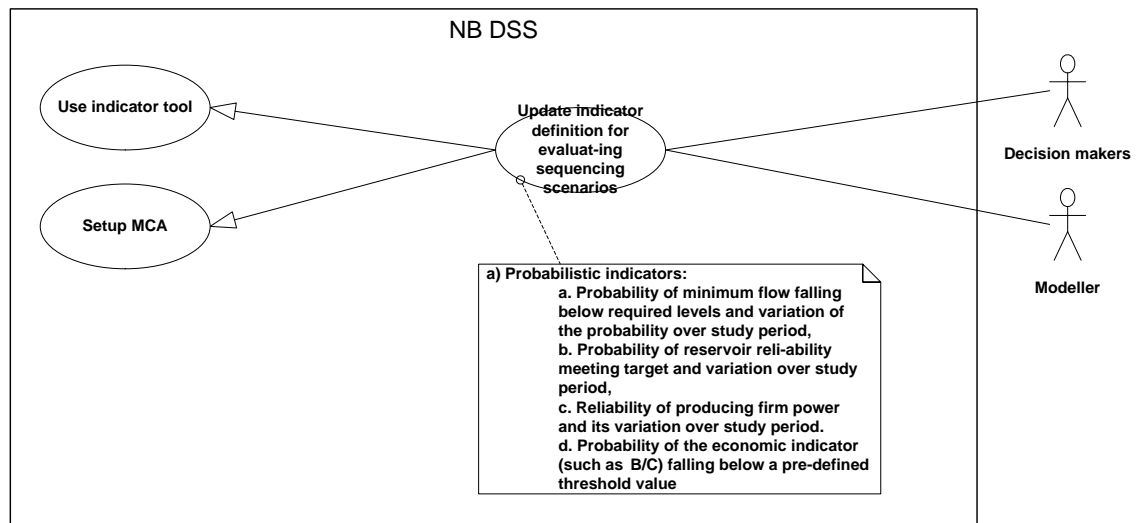 NB DSS
Use indicator tool
Update indicator
definition for
evaluat-ing
sequencing
scenarios
Decision makers
Setup MCA
Modeller
a) Probabilistic indicators:
a. Probability of minimum flow falling
below required levels and variation of
the probability over study period,
b. Probability of reservoir reli-ability
meeting target and variation over study
period,
c. Reliability of producing firm power
and its variation over study period.
d. Probability of the economic indicator
(such as B/C) falling below a pre-defined
threshold value